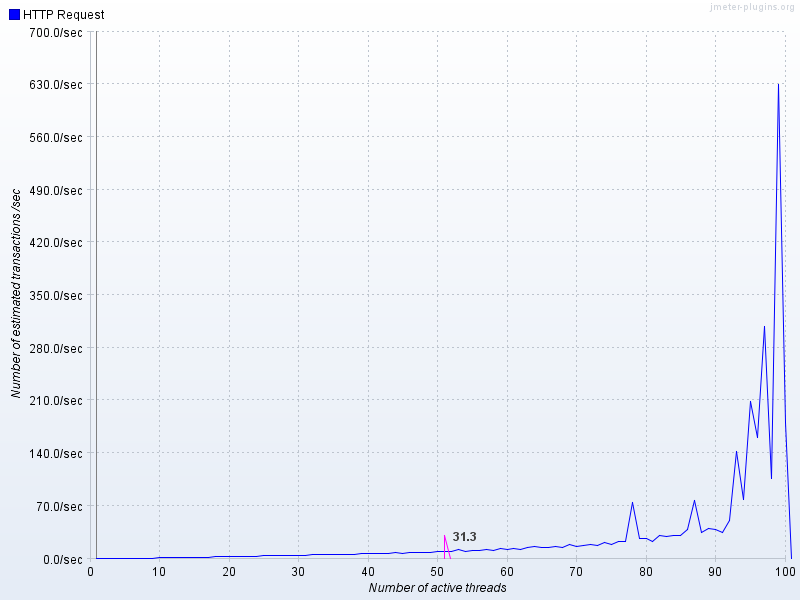 jmeter-plugins.org
HTTP Request
700.0/sec
630.0/sec
560.0/sec
490.0/sec
420.0/sec
350.0/sec
280.0/sec
210.0/sec
140.0/sec
70.0/sec
0.0/sec
Number of estimated transactions /sec
31.3
0 10 20 30 40 50 60 70 80 90 100
Number of active threads